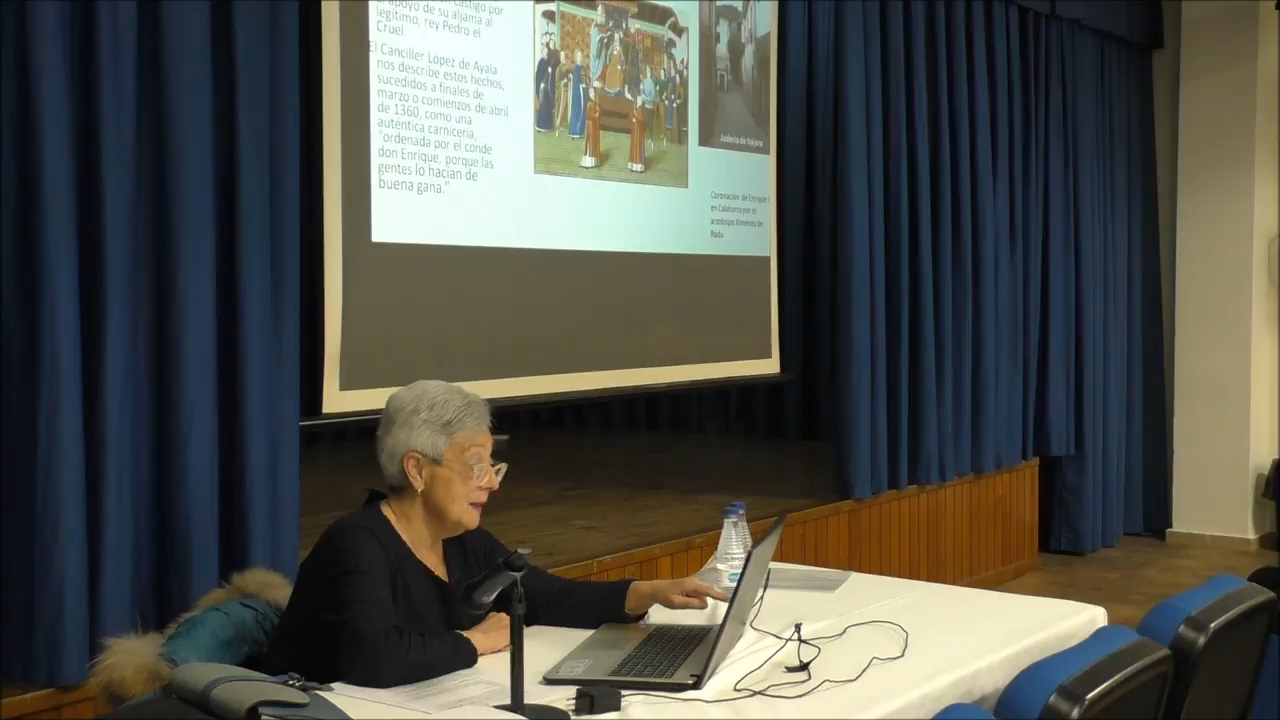 castigo por
apoyo de su aljama al
legítimo, rey Pedro el
Cruel.
El Canciller López de Ayala
nos describe estos hechos,
sucedidos a finales de
marzo o comienzos de abril
de 1360, como una
autentica carnicería,
"ordenada por el conde
don Enrique, porque las
gentes lo hacían de
buena gana."
Judería de Nájera
Coronación de Enrique
en Calahorra por el
arzobispo Ximénez de
Rada